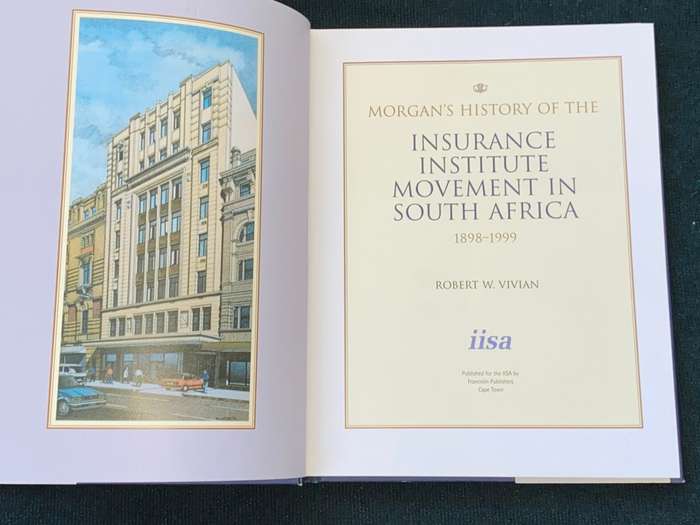 MORGAN'S HISTORY OF THE
INSURANCE
INSTITUTE
MOVEMENT IN
SOUTH AFRICA
1898–1999
ROBERT W. VIVIAN
iisa
Published for the IISA by
Francolin Publishers
Cape Town